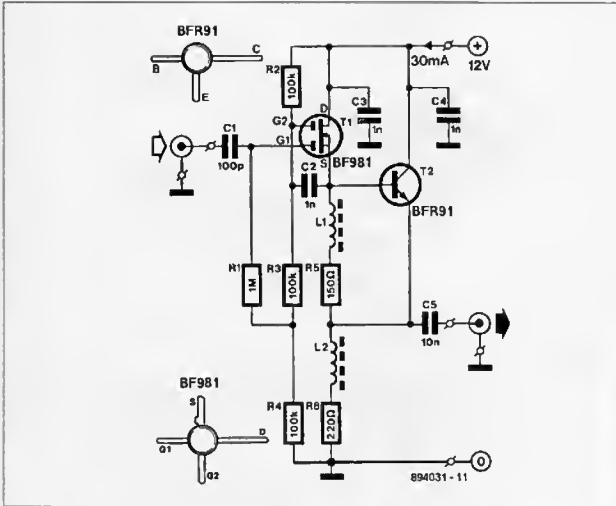 BFR91
B
C
E
R2
100k
30mA
+
12V
C3
1n
C4
1n
D
G2
T1
G1
BF981
S
C1
100p
C2
1n
T2
BFR91
L1
R1
1M
R3
100k
R5
150Ω
C5
10n
L2
BF981
S
G1
D
G2
R4
100k
R6
220Ω
0
894031 - 11